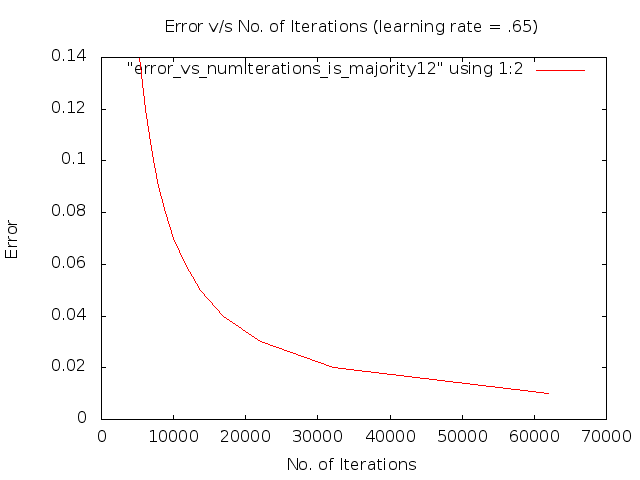 Error v/s No. of Iterations (learning rate = .65)
"error_vs_numIterations_is_majority12" using 1:2
0.14
0.12
0.1
0.08
0.06
0.04
0.02
0
Error
0 10000 20000 30000 40000 50000 60000 70000
No. of Iterations